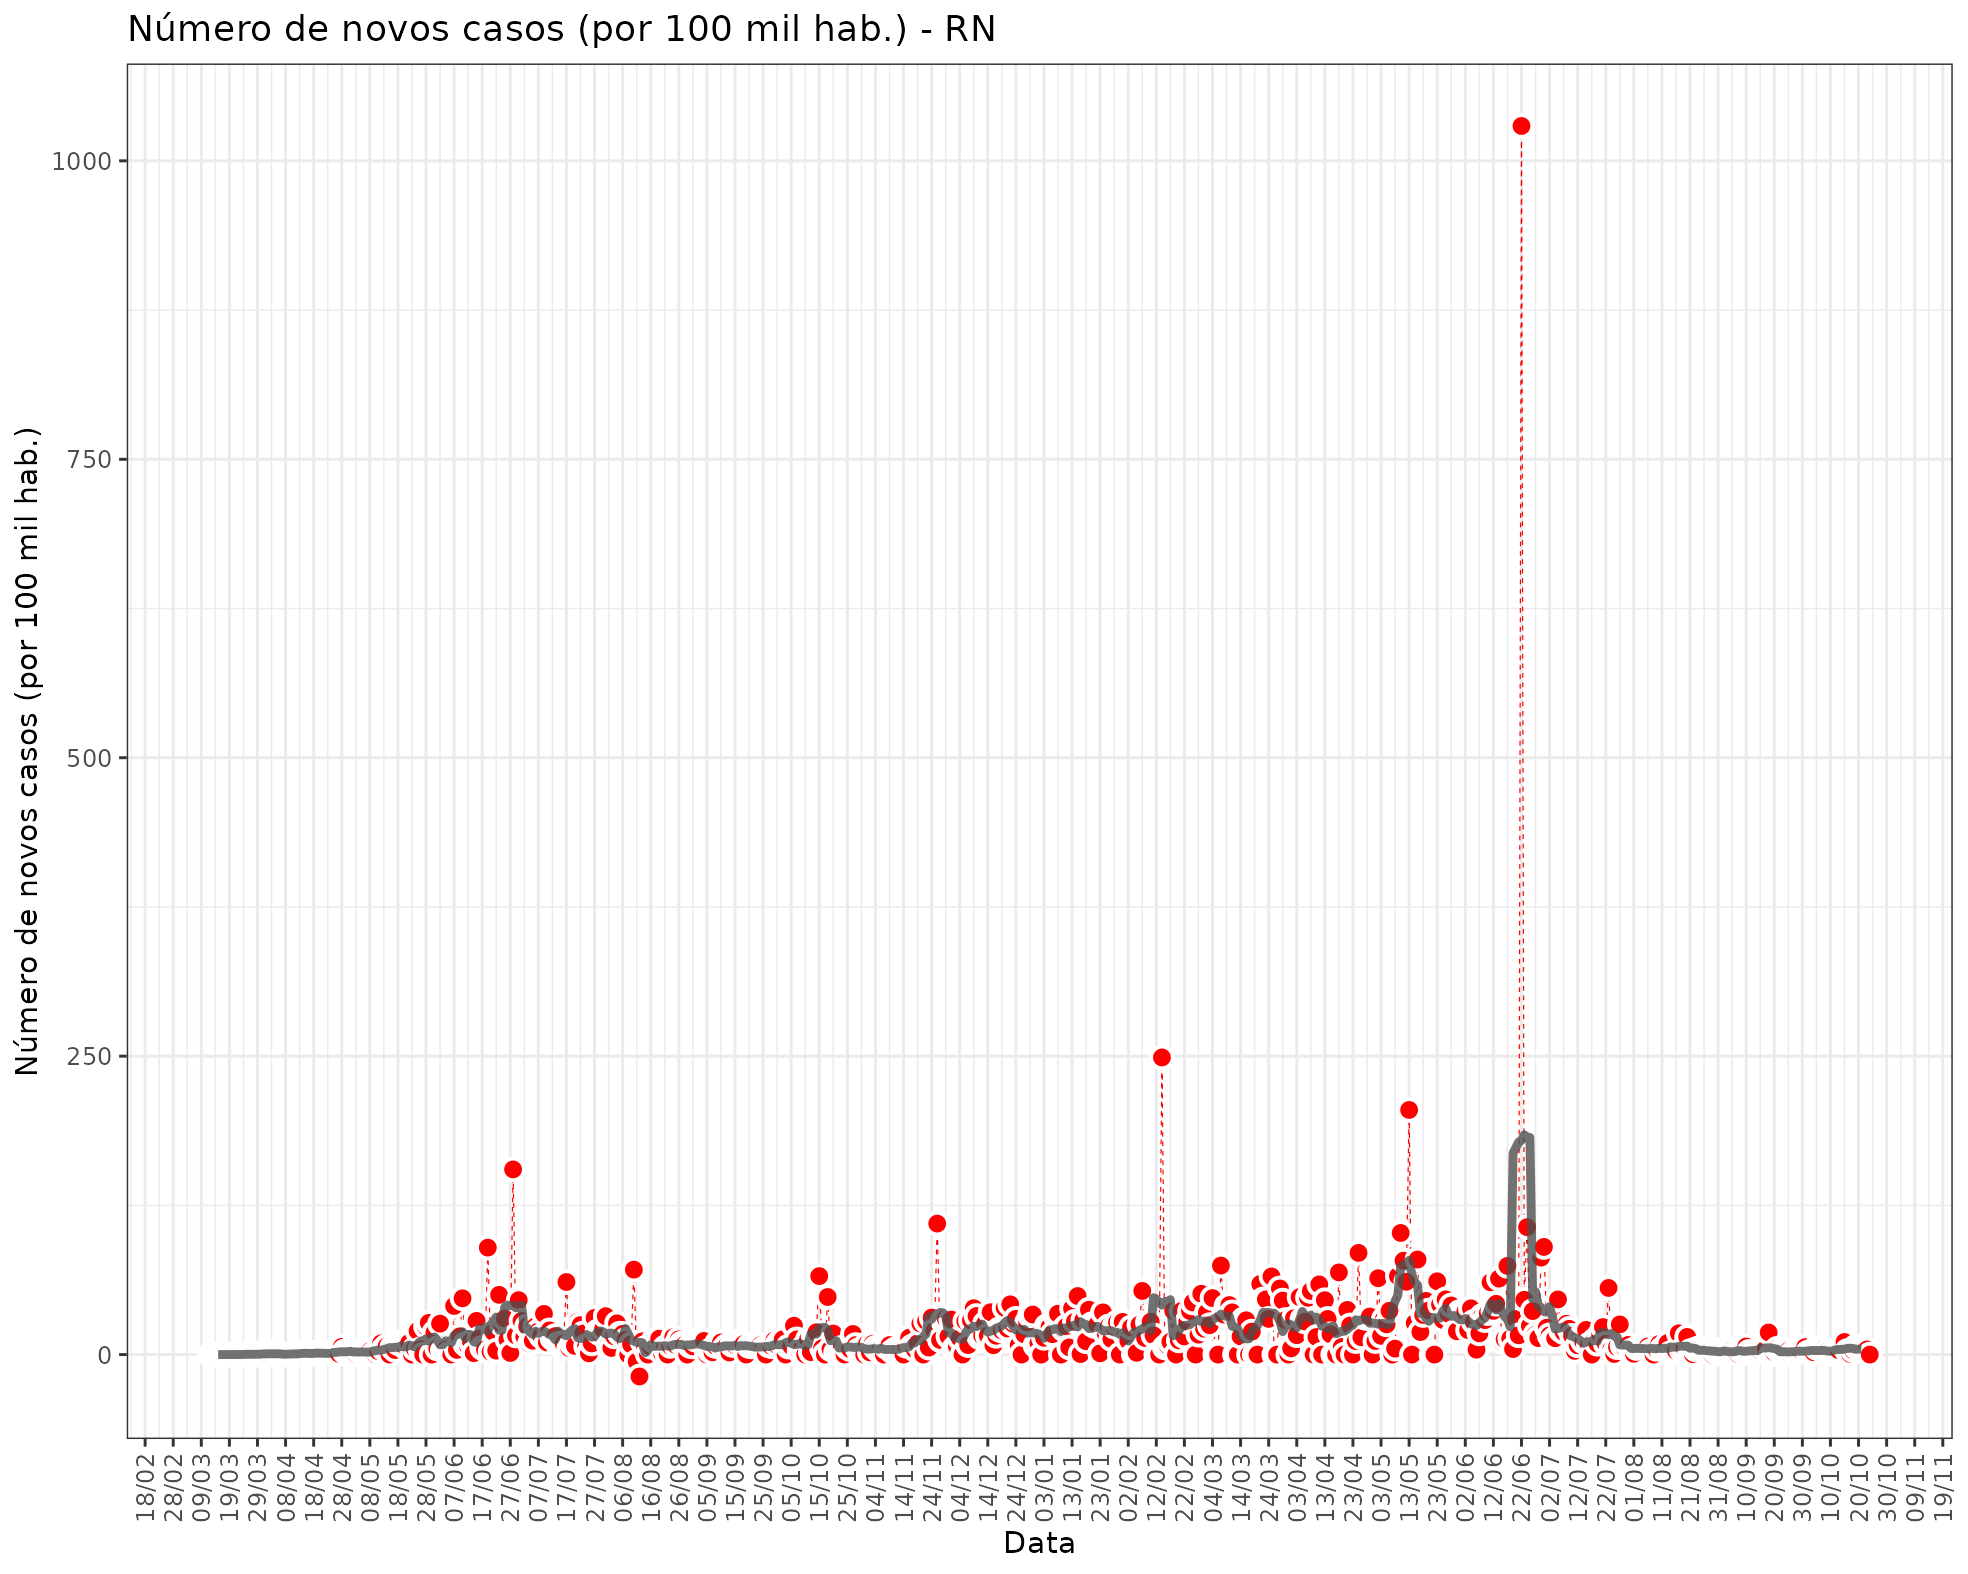 Número de novos casos (por 100 mil hab.) - RN
Número de novos casos (por 100 mil hab.)
1000
750
500
250
0
18/02 28/02 09/03 19/03 29/03 08/04 18/04 28/04 08/05 18/05 28/05 07/06 17/06 27/06 07/07 17/07 27/07 06/08 16/08 26/08 05/09 15/09 25/09 05/10 15/10 25/10 04/11 14/11 24/11 04/12 14/12 24/12 03/01 13/01 23/01 02/02 12/02 22/02 04/03 14/03 24/03 03/04 13/04 23/04 03/05 13/05 23/05 02/06 12/06 22/06 02/07 12/07 22/07 01/08 11/08 21/08 31/08 10/09 20/09 30/09 10/10 20/10 30/10 09/11 19/11
Data